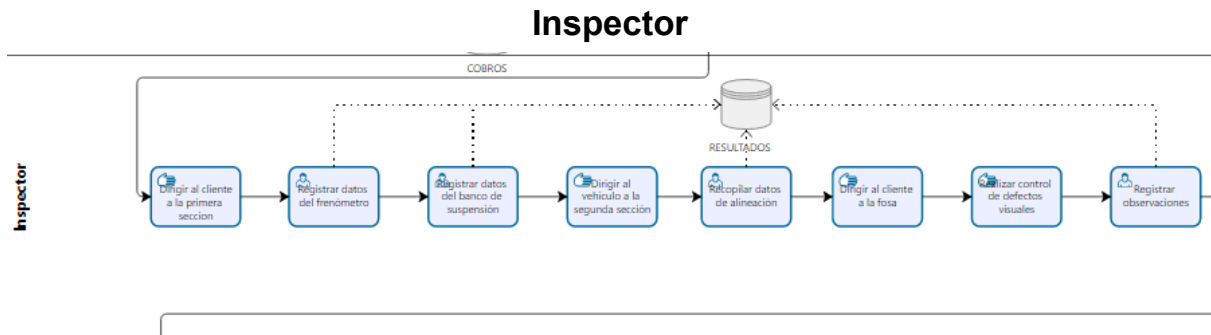 Inspector
COBROS
RESULTADOS
Inspector
Dirigir al cliente
a la primera
seccion
Registrar datos
del frenómetro
Registrar datos
del banco de
suspensión
Dirigir al
vehículo a la
segunda sección
Recopilar datos
de alineación
Dirigir al cliente
a la fosa
Realizar control
de defectos
visuales
Registrar
observaciones